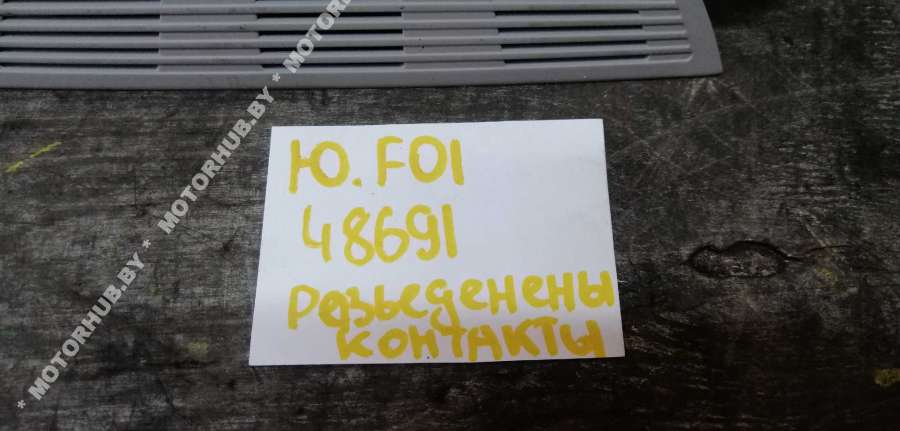 Ю. F01
48691
Разъеденены
контакты
* MOTORHUB.BY * MOTORHUB.BY * MOTORHUB.BY